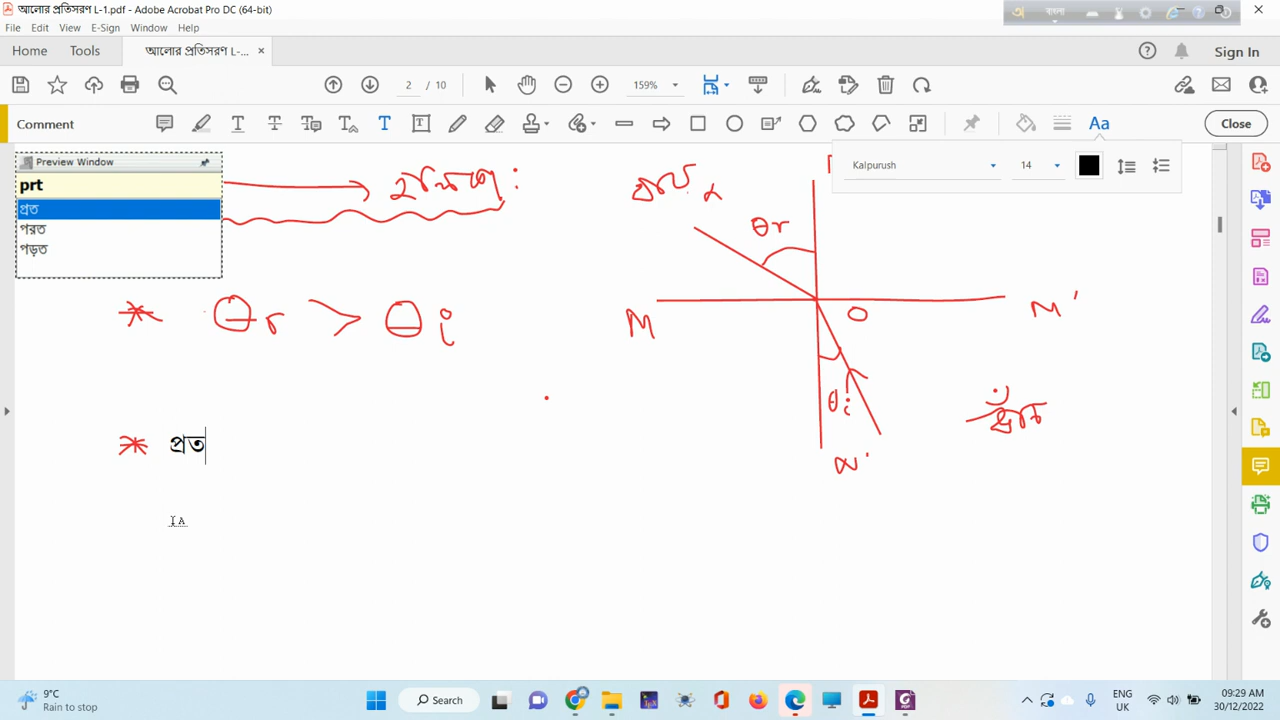 আলোর প্রতিসরণ L-1.pdf - Adobe Acrobat Pro DC (64-bit)
বাংলা
File Edit View E-Sign Window Help
Home Tools আলোর প্রতিসরণ L-... × Sign In
2 / 10 159%
Comment Aa Close
Preview Window
Kalpurush 14
prt
প্রত
পরত
পড়ত
θr
* θr > θi
M O M'
θi
* প্রত
N'
9°C
Rain to stop
Search
ENG
UK
09:29 AM
30/12/2022